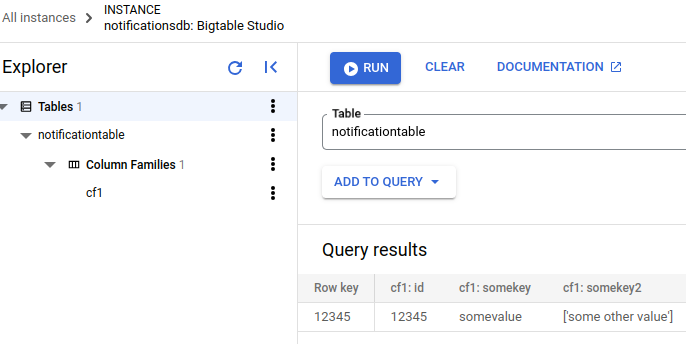 All instances
INSTANCE
notificationsdb: Bigtable Studio
Explorer
RUN
CLEAR
DOCUMENTATION
Tables 1
notificationtable
Column Families 1
cf1
Table
notificationtable
ADD TO QUERY
Query results
Row key cf1: id cf1: somekey cf1: somekey2
12345 12345 somevalue ['some other value']